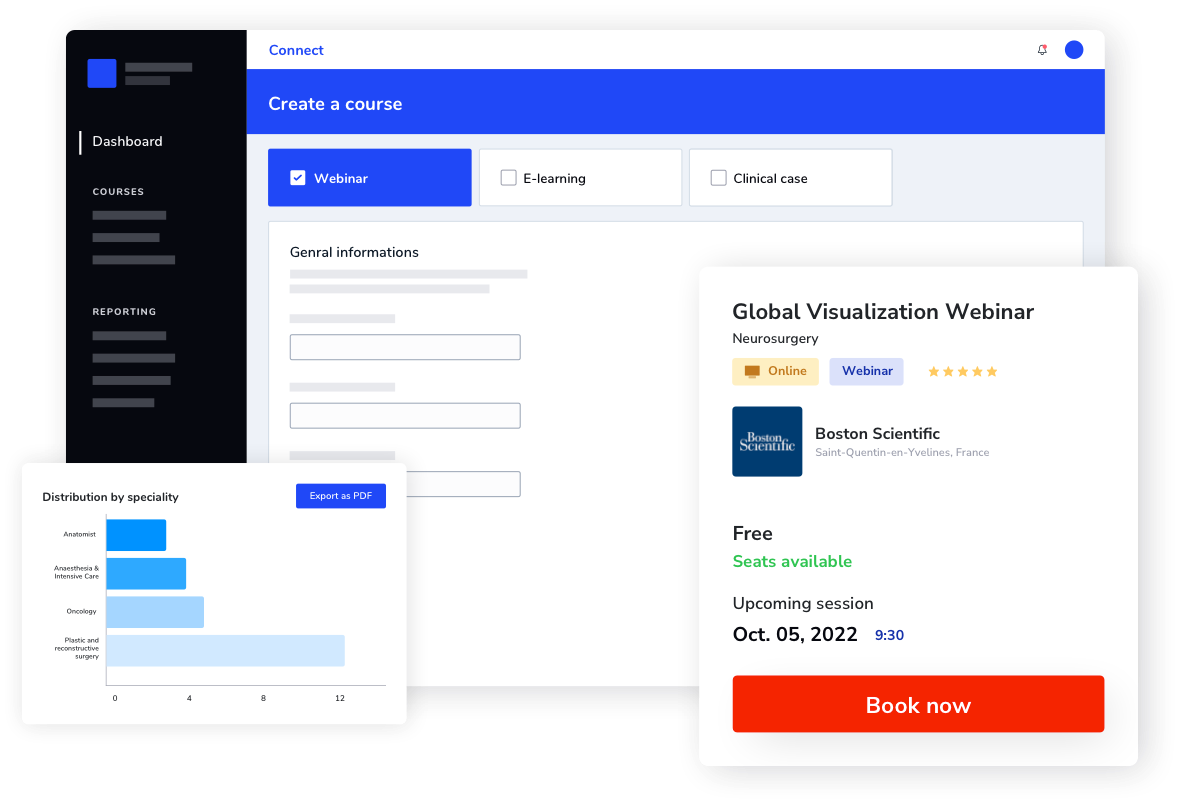 Connect
Create a course
Dashboard
COURSES
REPORTING
Webinar
E-learning
Clinical case
Genral informations
Distribution by speciality
Export as PDF
Anatomist
Anaesthesia &
Intensive Care
Oncology
Plastic and
reconstructive
surgery
0 4 8 12
Global Visualization Webinar
Neurosurgery
Online
Webinar
Boston
Scientific
Boston Scientific
Saint-Quentin-en-Yvelines, France
Free
Seats available
Upcoming session
Oct. 05, 2022 9:30
Book now